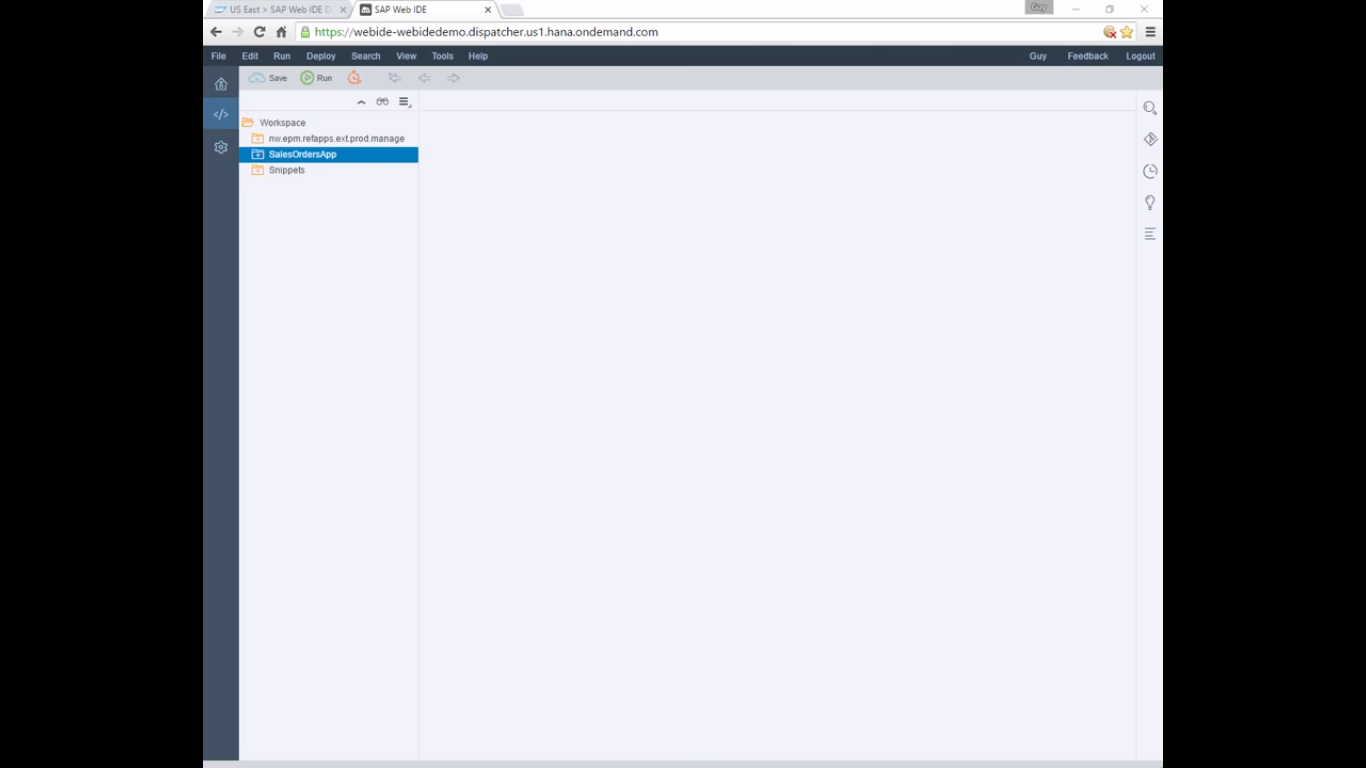 US East > SAP Web IDE D
SAP Web IDE
Guy
https://webide-webidedemo.dispatcher.us1.hana.ondemand.com
File Edit Run Deploy Search View Tools Help Guy Feedback Logout
Save Run
Workspace
nw.epm.refapps.ext.prod.manage
SalesOrdersApp
Snippets